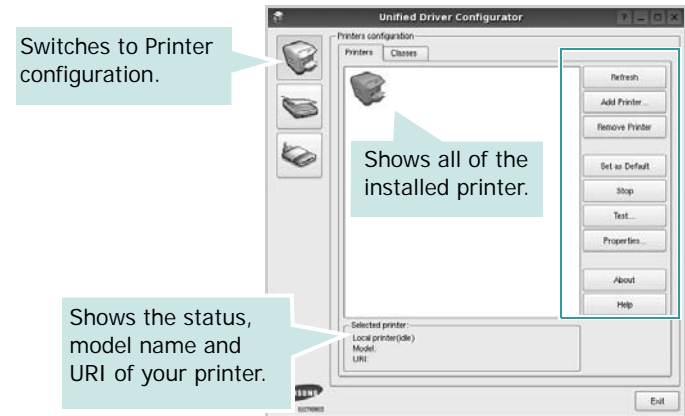 Unified Driver Configurator
Switches to Printer
configuration.
Printers configuration
Printers Classes
Refresh
Add Printer...
Remove Printer
Shows all of the
installed printer.
Set as Default
Stop
Test...
Properties...
About
Help
Shows the status,
model name and
URI of your printer.
Selected printer:
Local printer(idle)
Model:
URI:
ELECTRONICS
Exit